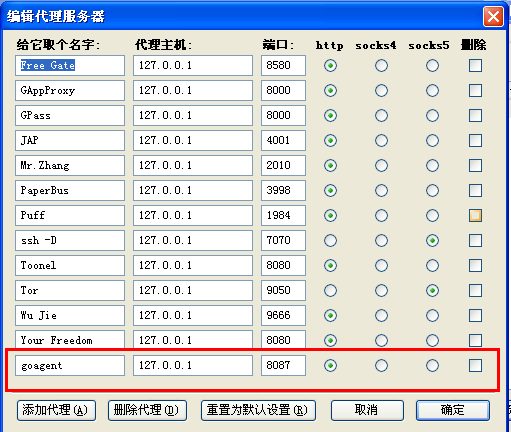 编辑代理服务器
给它取个名字: 代理主机: 端口: http socks4 socks5 删除
Free Gate 127.0.0.1 8580
GAppProxy 127.0.0.1 8000
GPass 127.0.0.1 8000
JAP 127.0.0.1 4001
Mr.Zhang 127.0.0.1 2010
PaperBus 127.0.0.1 3998
Puff 127.0.0.1 1984
ssh -D 127.0.0.1 7070
Toonel 127.0.0.1 8080
Tor 127.0.0.1 9050
Wu Jie 127.0.0.1 9666
Your Freedom 127.0.0.1 8080
goagent 127.0.0.1 8087
添加代理(A) 删除代理(D) 重置为默认设置(R) 取消 确定